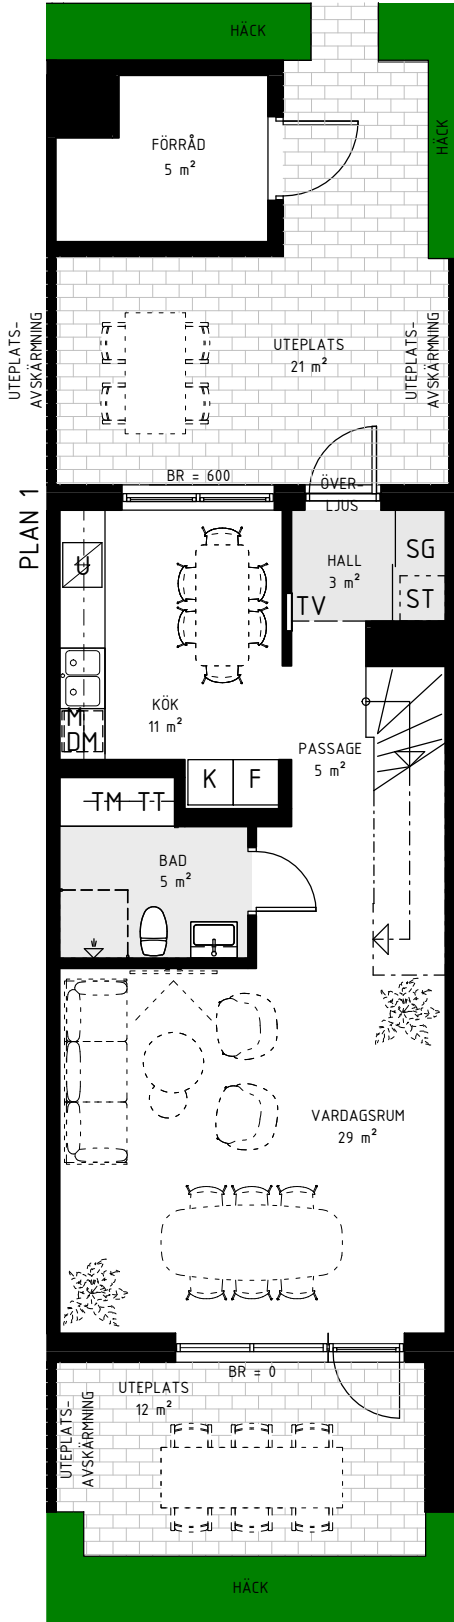 HÄCK
HÄCK
FÖRRÅD
5 m²
UTEPLATS-
AVSKÄRMNING
UTEPLATS
21 m²
UTEPLATS-
AVSKÄRMNING
BR = 600
ÖVER-
LJUS
PLAN 1
U
HALL
3 m²
SG
ST
TV
KÖK
11 m²
M
DM
PASSAGE
5 m²
K F
TM TT
BAD
5 m²
VARDAGSRUM
29 m²
BR = 0
UTEPLATS
12 m²
UTEPLATS-
AVSKÄRMNING
HÄCK